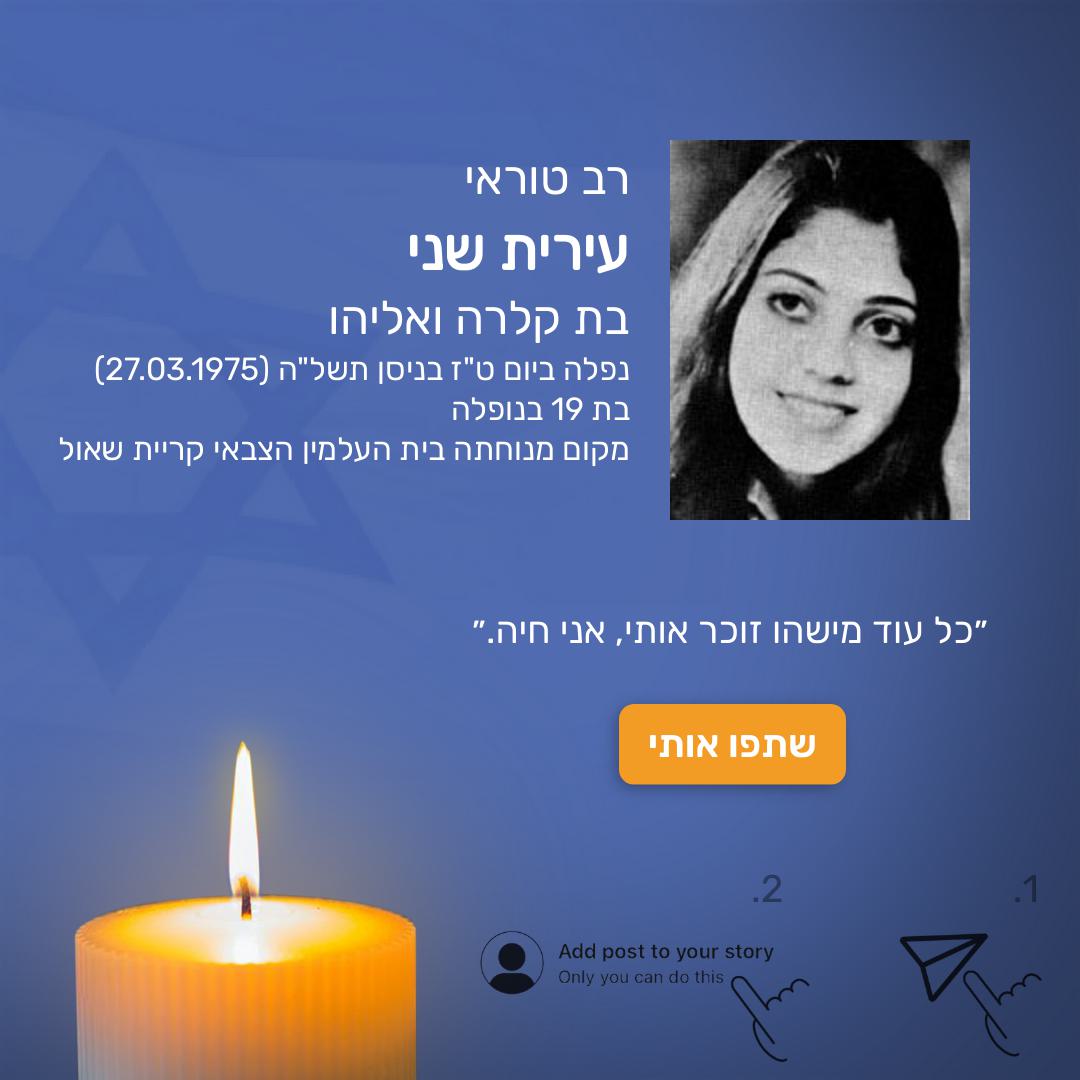 רב טוראי
עירית שני
בת קלרה ואליהו
נפלה ביום ט"ז בניסן תשל"ה (27.03.1975)
בת 19 בנופלה
מקום מנוחתה בית העלמין הצבאי קריית שאול
״כל עוד מישהו זוכר אותי, אני חיה.״
שתפו אותי
1.
2.
Add post to your story
Only you can do this